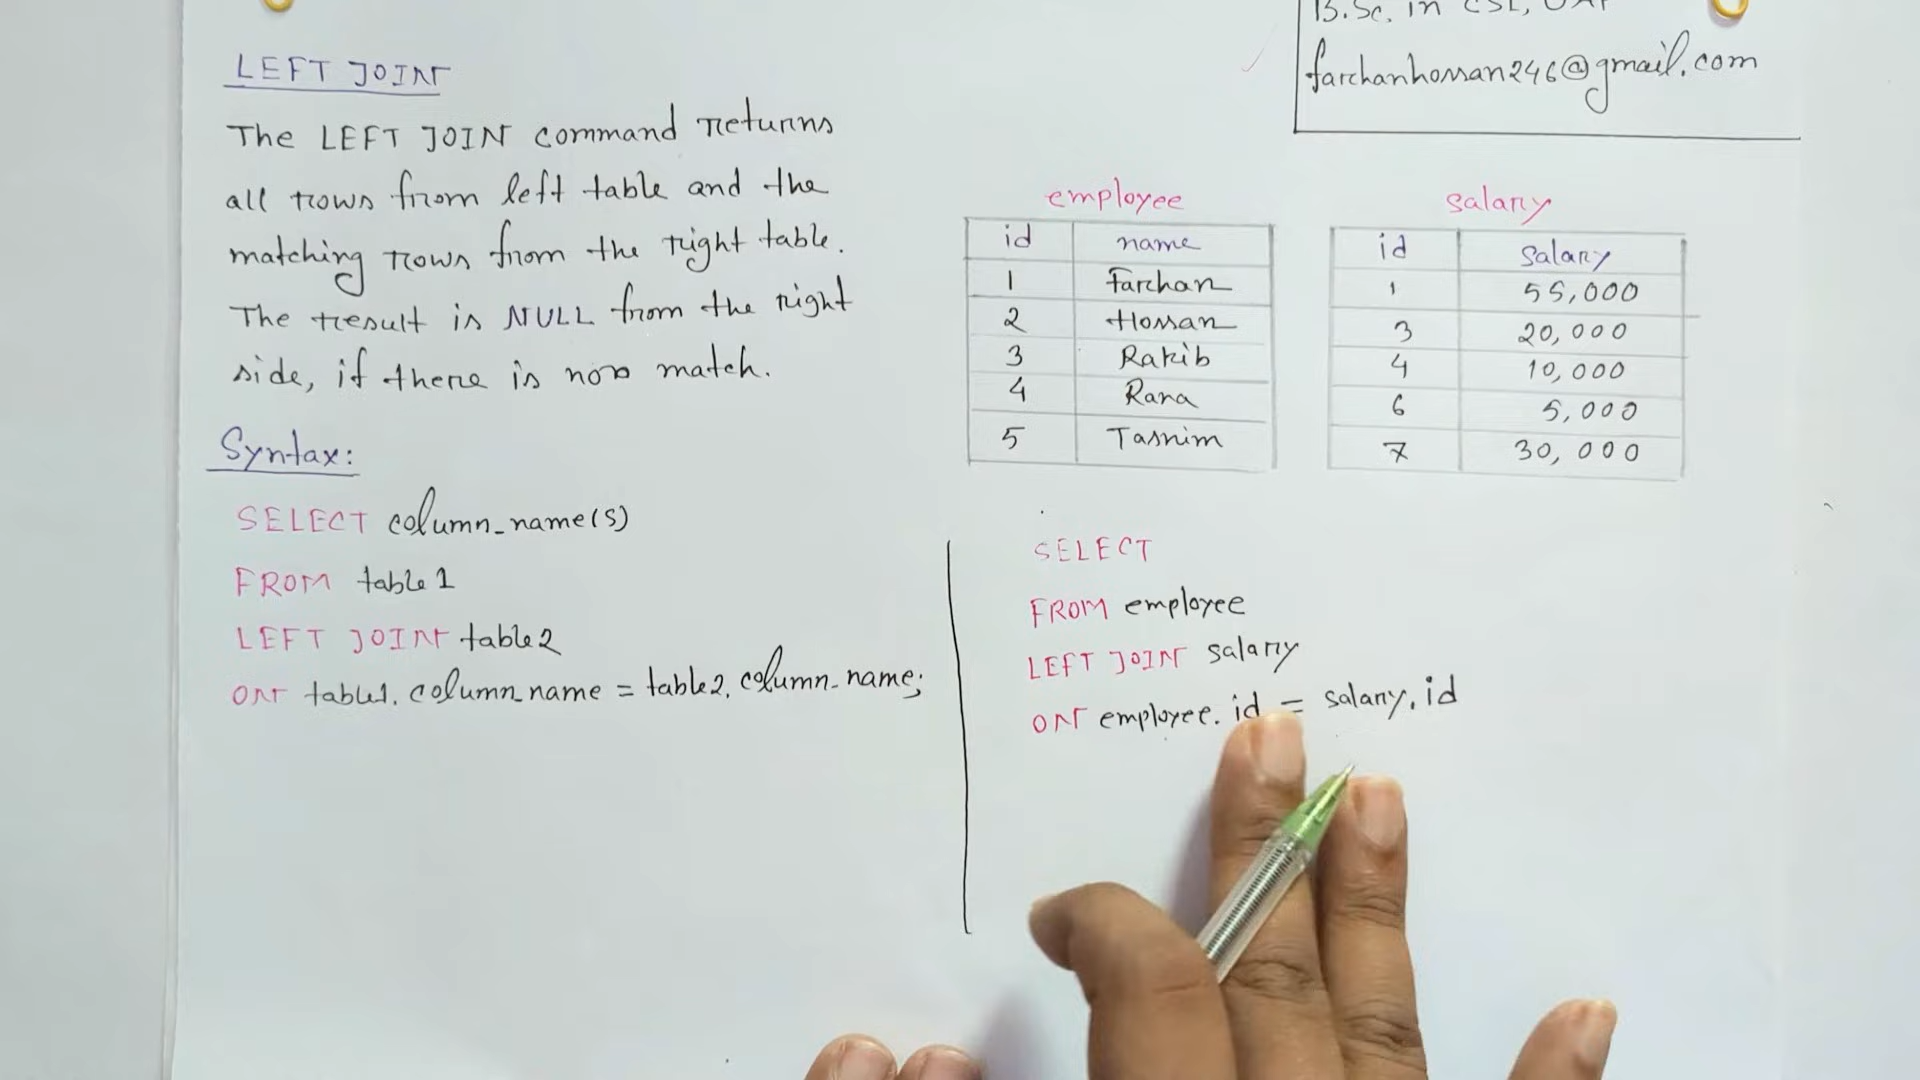 B.Sc. in CSE, UAP
farhanhossan246@gmail.com
LEFT JOIN
The LEFT JOIN command returns
all rows from left table and the
matching rows from the right table.
The result is NULL from the right
side, if there is no match.
Syntax:
SELECT column_name(s)
FROM table1
LEFT JOIN table2
ON table1.column_name = table2.column_name;
employee
id name
1 Farhan
2 Hossan
3 Rakib
4 Rana
5 Tasnim
salary
id salary
1 55,000
3 20,000
4 10,000
6 5,000
7 30,000
SELECT
FROM employee
LEFT JOIN salary
ON employee.id = salary.id